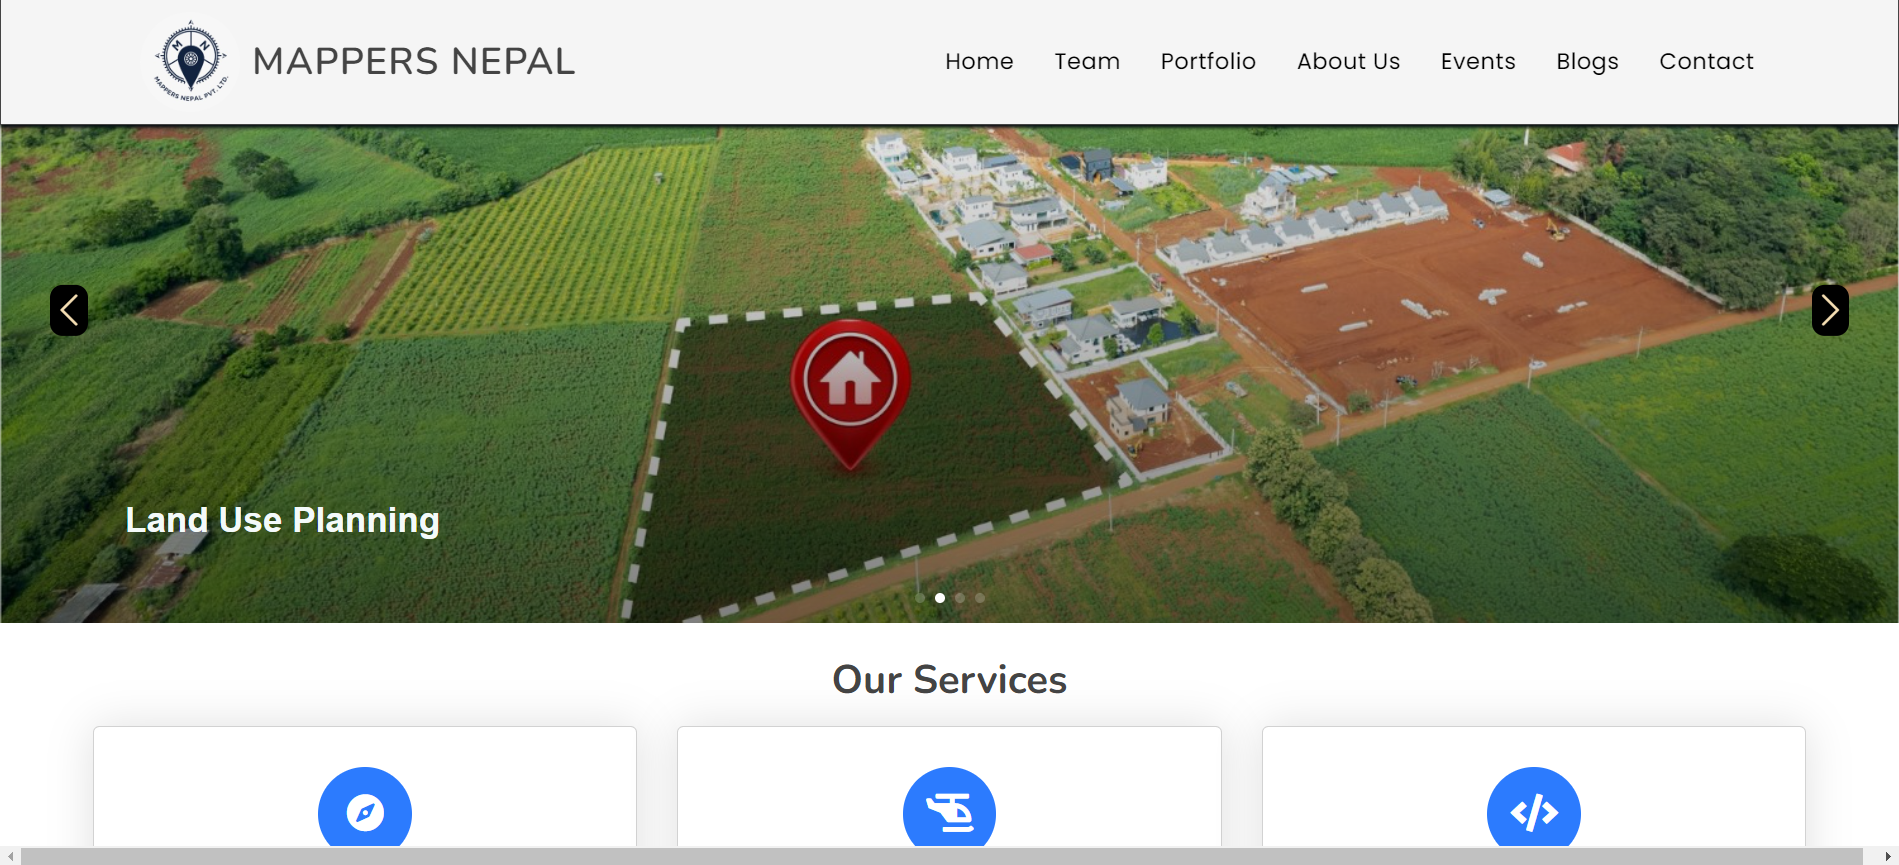 MAPPERS NEPAL
M N
MAPPERS NEPAL PVT. LTD.
Home Team Portfolio About Us Events Blogs Contact
Land Use Planning
Our Services